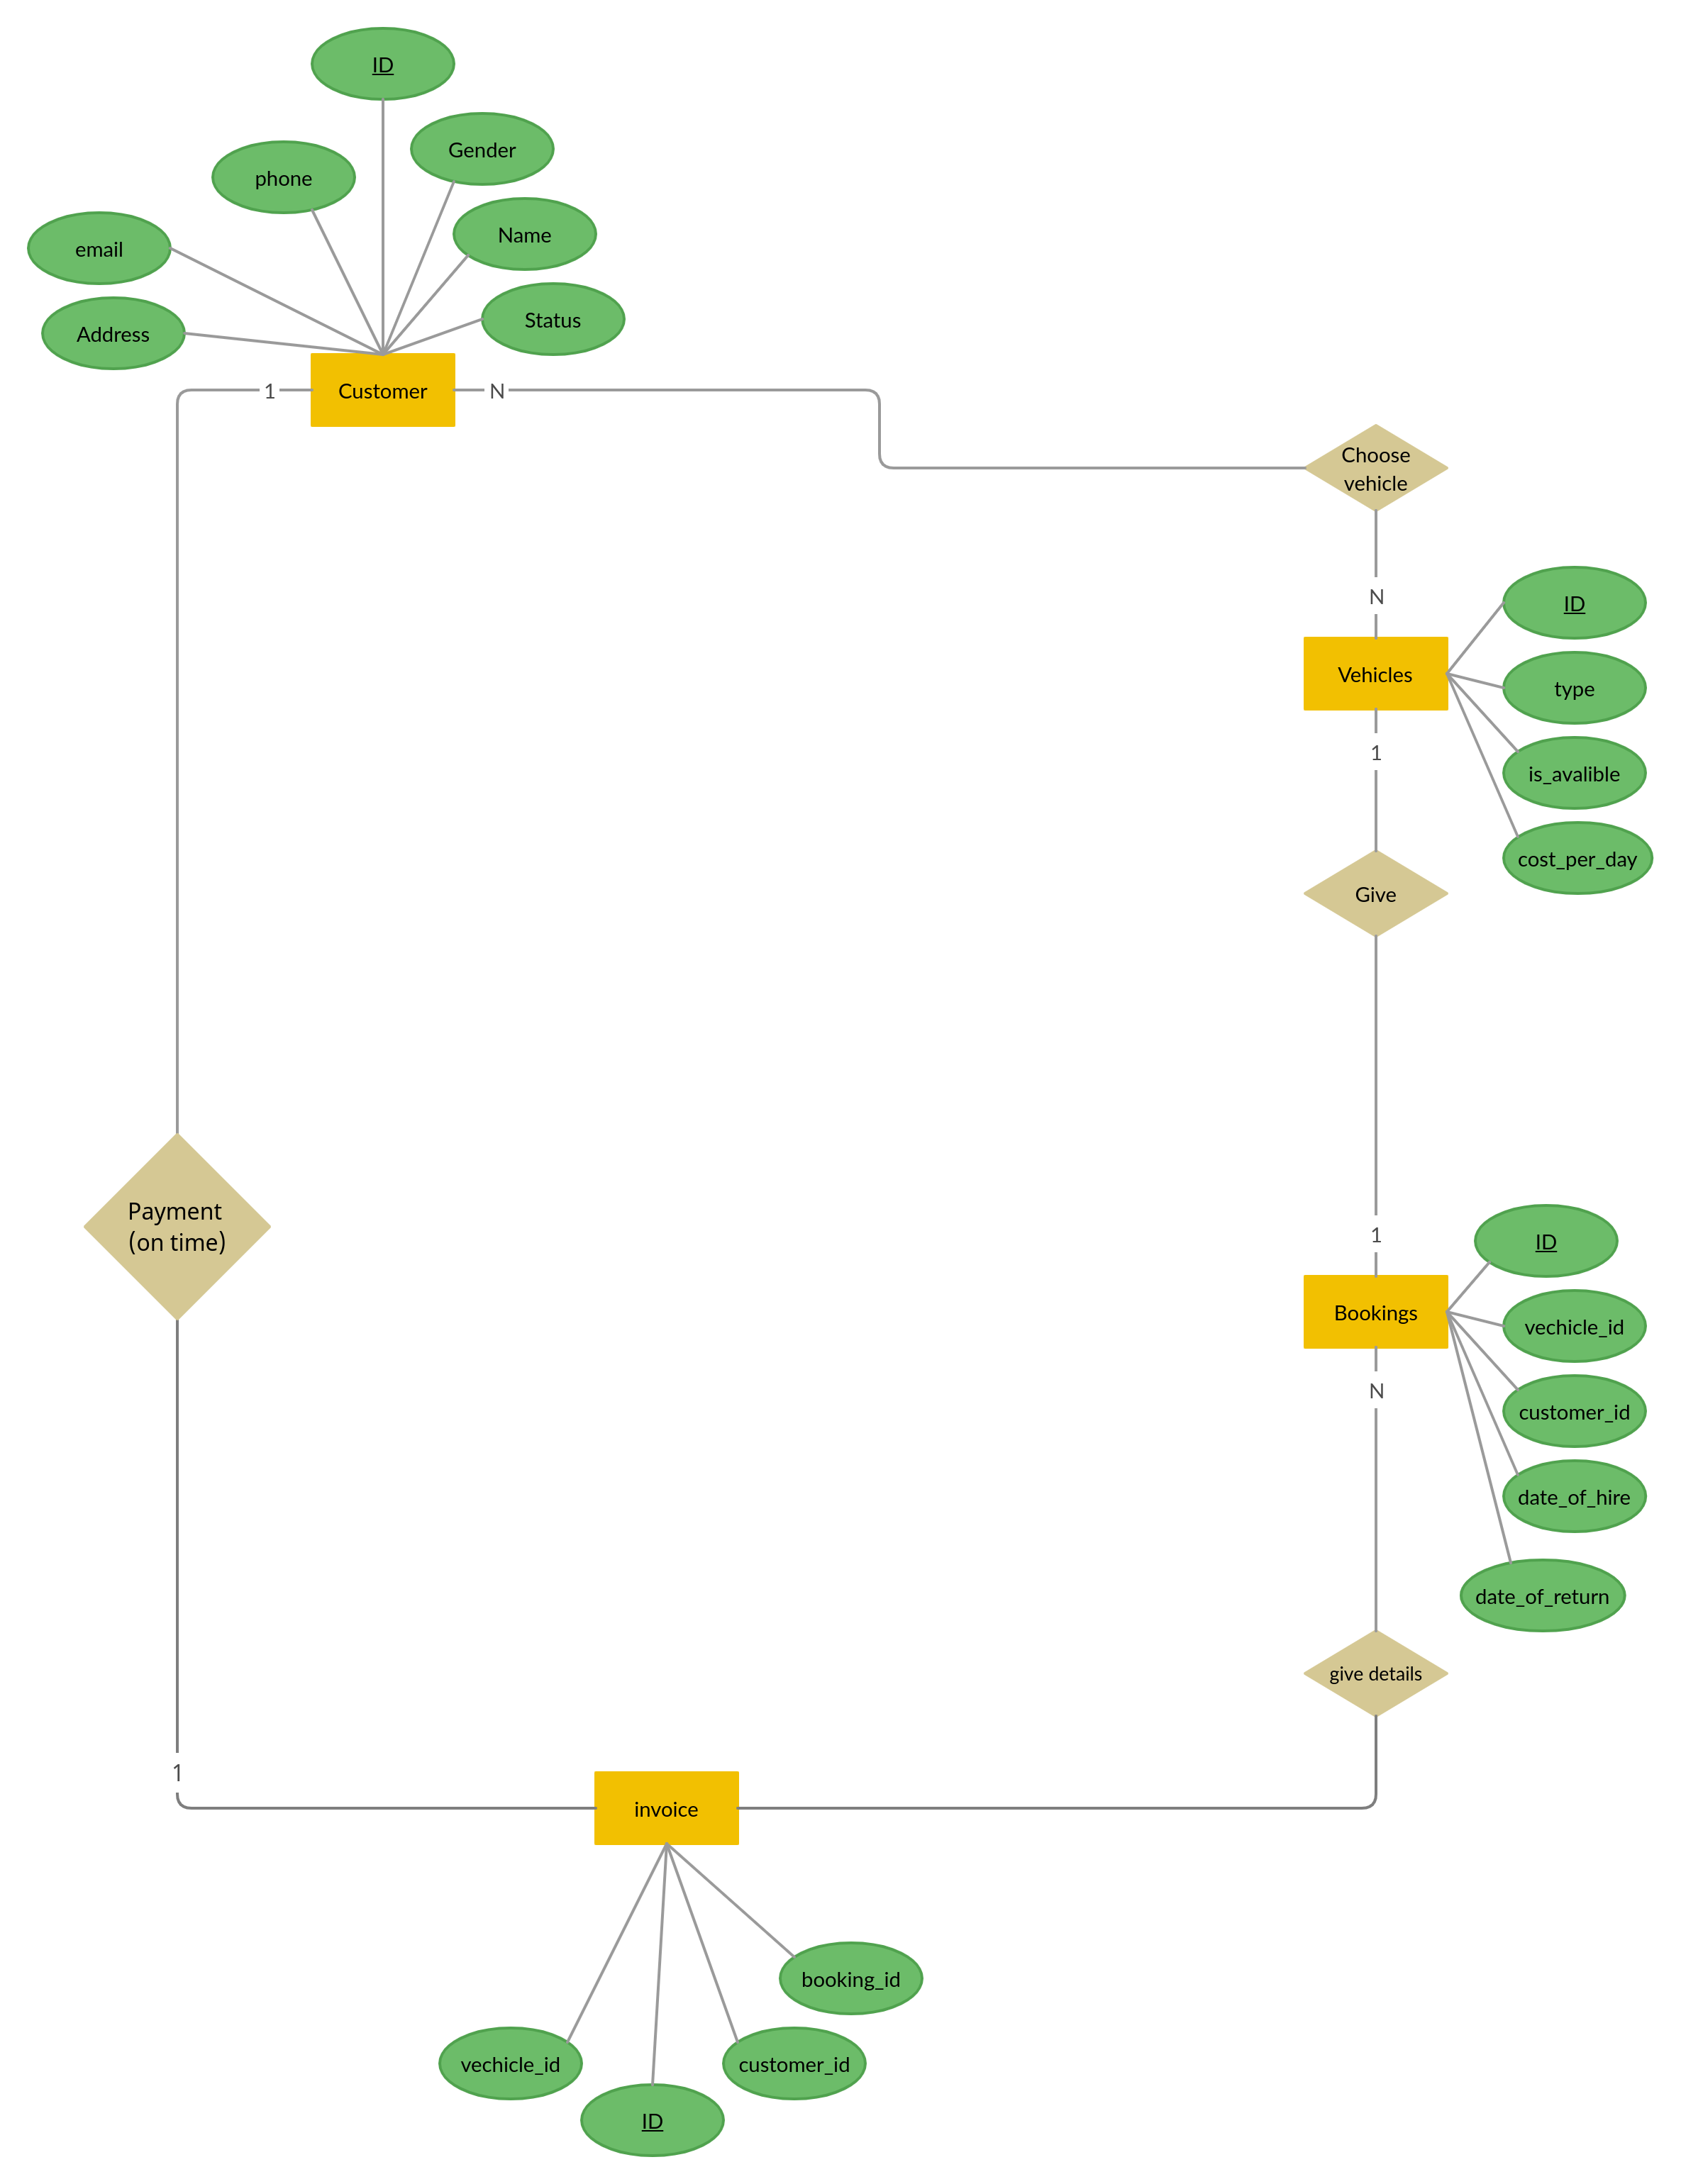 ID
Gender
phone
Name
email
Status
Address
1
Customer
N
Choose
vehicle
N
ID
Vehicles
type
1
is_avalible
cost_per_day
Give
Payment
(on time)
1
ID
Bookings
vechicle_id
N
customer_id
date_of_hire
date_of_return
give details
1
invoice
booking_id
vechicle_id
customer_id
ID